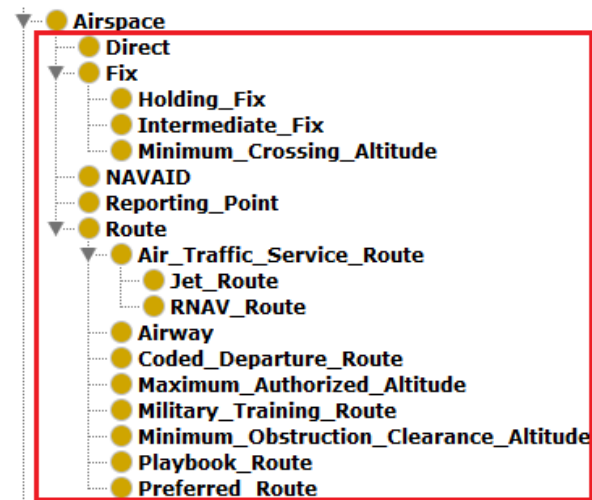 Airspace
Direct
Fix
Holding_Fix
Intermediate_Fix
Minimum_Crossing_Altitude
NAVAID
Reporting_Point
Route
Air_Traffic_Service_Route
Jet_Route
RNAV_Route
Airway
Coded_Departure_Route
Maximum_Authorized_Altitude
Military_Training_Route
Minimum_Obstruction_Clearance_Altitude
Playbook_Route
Preferred_Route